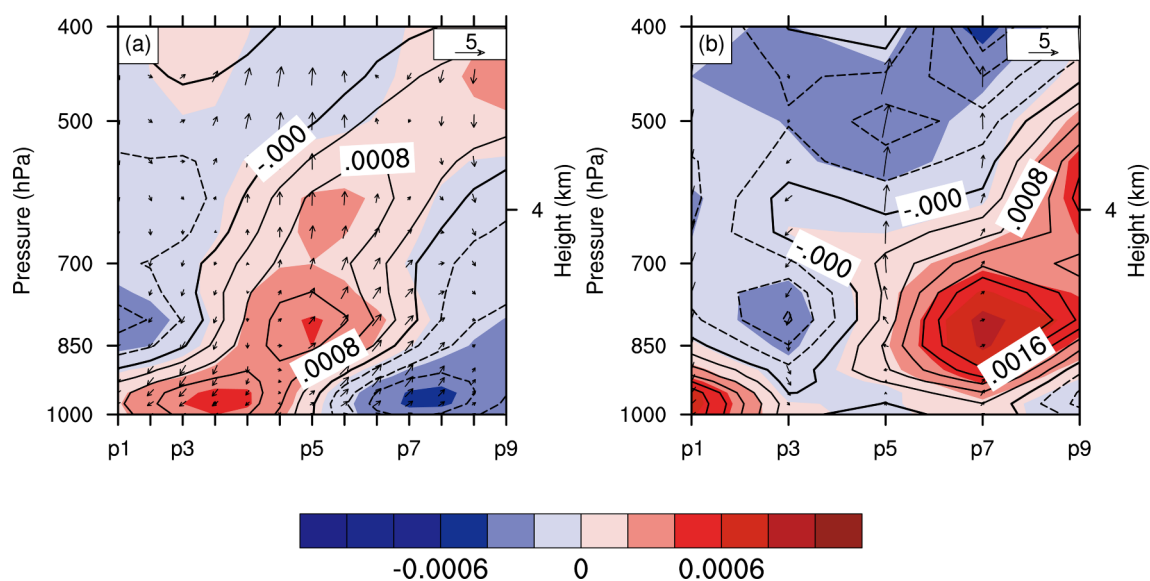 (a)
5
400
500
700
850
1000
Pressure (hPa)
-.000
.0008
.0008
4
Height (km)
p1
p3
p5
p7
p9
(b)
5
400
500
700
850
1000
Pressure (hPa)
-.000
-.000
.0008
.0016
4
Height (km)
p1
p3
p5
p7
p9
-0.0006
0
0.0006